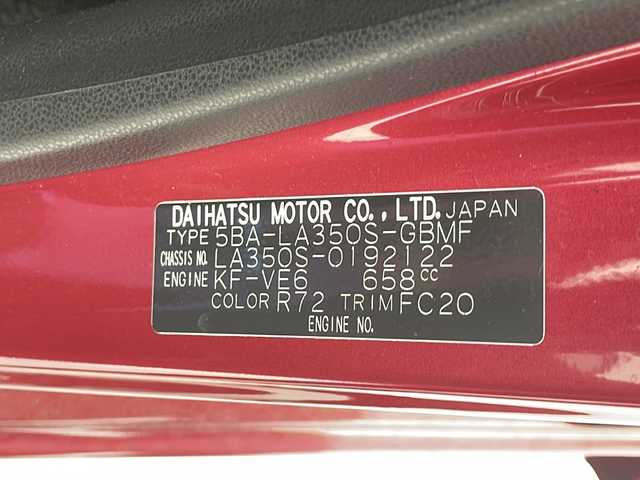 DAIHATSU MOTOR CO., LTD. JAPAN
TYPE 5BA-LA350S-GBMF
CHASSIS NO. LA350S-0192122
ENGINE KF-VE6 658cc
COLOR R72 TRIM FC20
ENGINE NO.